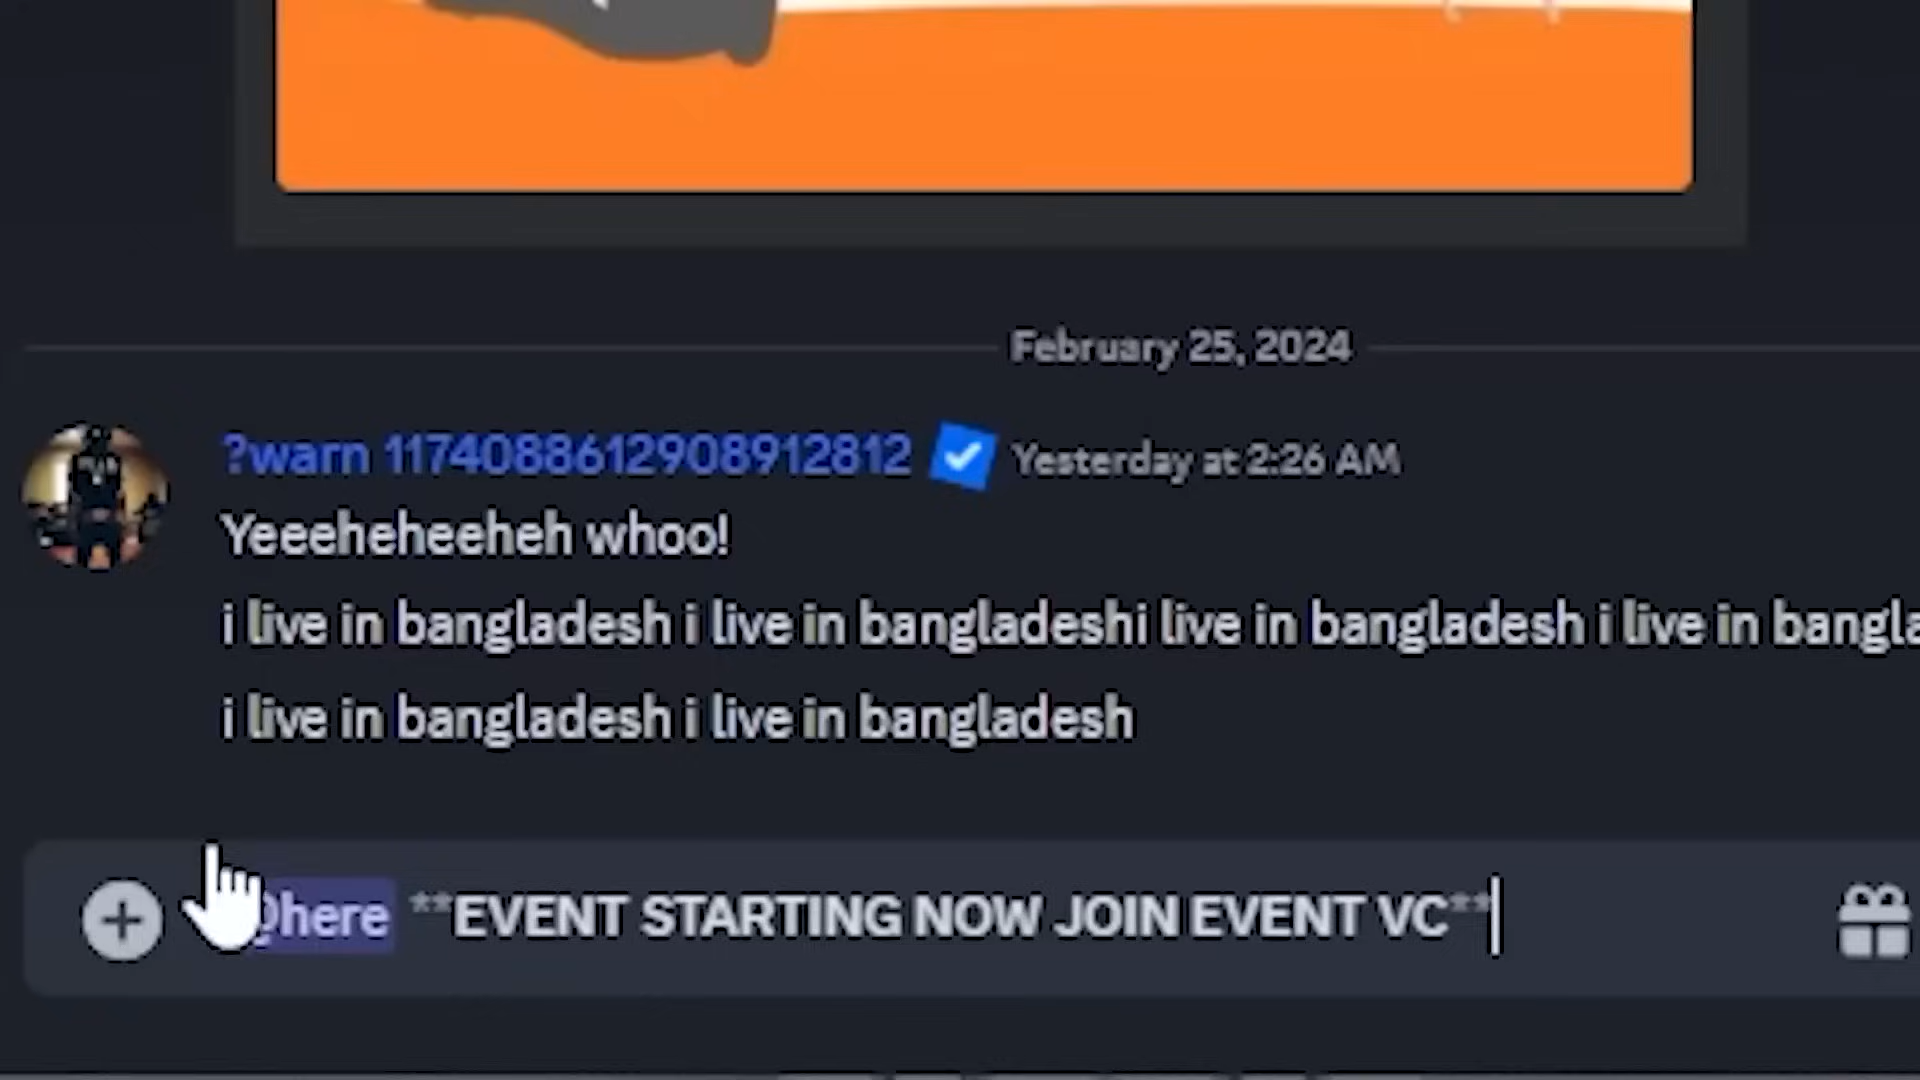 February 25, 2024
?warn 1174088612908912812 Yesterday at 2:26 AM
Yeeeheheeheh whoo!
i live in bangladesh i live in bangladeshi live in bangladesh i live in bangla
i live in bangladesh i live in bangladesh
@here **EVENT STARTING NOW JOIN EVENT VC**